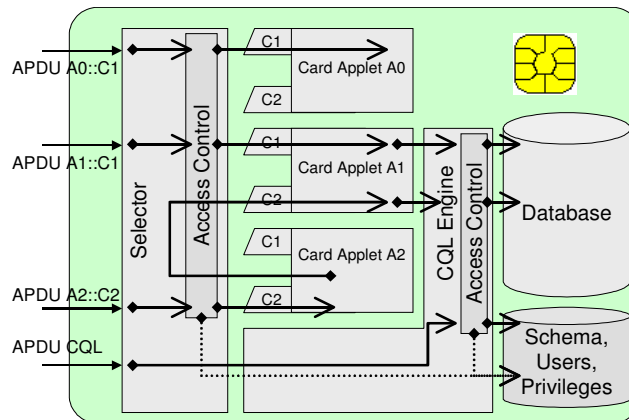 APDU A0::C1
APDU A1::C1
APDU A2::C2
APDU CQL
Selector
Access Control
C1
Card Applet A0
C2
C1
Card Applet A1
C2
C1
Card Applet A2
C2
CQL Engine
Access Control
Database
Schema,
Users,
Privileges